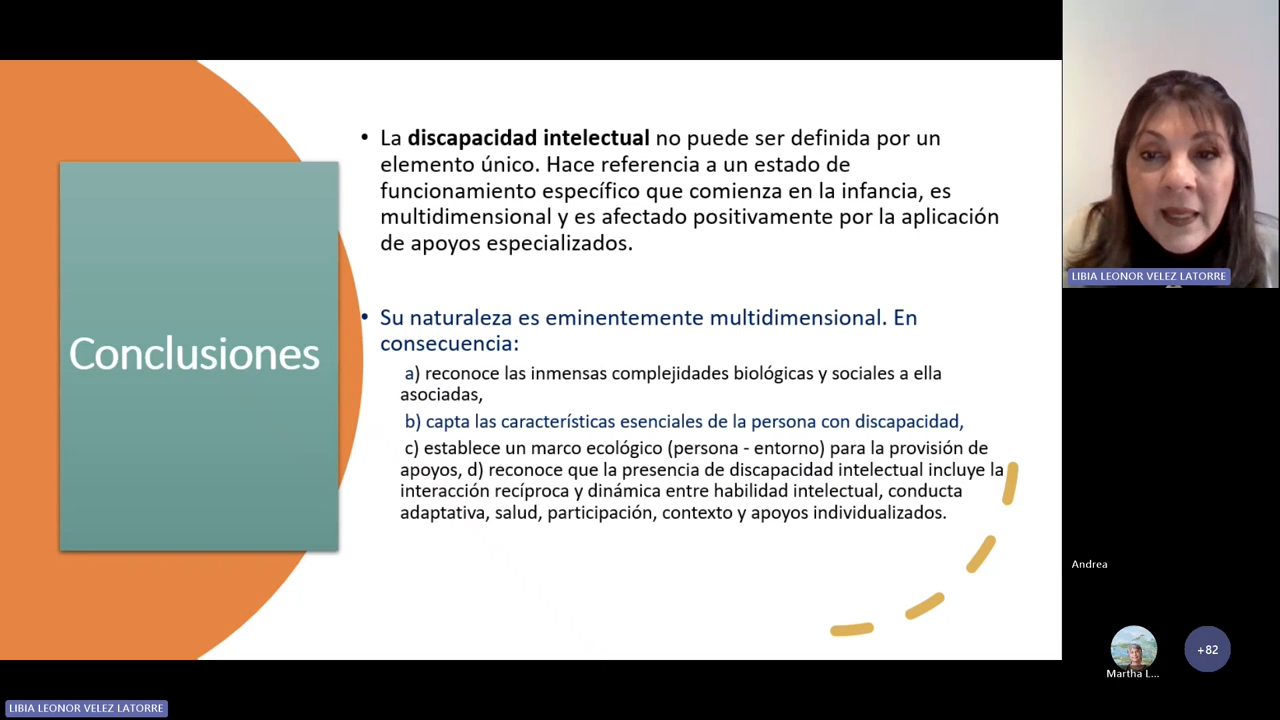 Conclusiones
• La discapacidad intelectual no puede ser definida por un
elemento único. Hace referencia a un estado de
funcionamiento específico que comienza en la infancia, es
multidimensional y es afectado positivamente por la aplicación
de apoyos especializados.
• Su naturaleza es eminentemente multidimensional. En
consecuencia:
a) reconoce las inmensas complejidades biológicas y sociales a ella
asociadas,
b) capta las características esenciales de la persona con discapacidad,
c) establece un marco ecológico (persona - entorno) para la provisión de
apoyos, d) reconoce que la presencia de discapacidad intelectual incluye la
interacción recíproca y dinámica entre habilidad intelectual, conducta
adaptativa, salud, participación, contexto y apoyos individualizados.
LIBIA LEONOR VELEZ LATORRE
Andrea
Martha L...
+82
LIBIA LEONOR VELEZ LATORRE